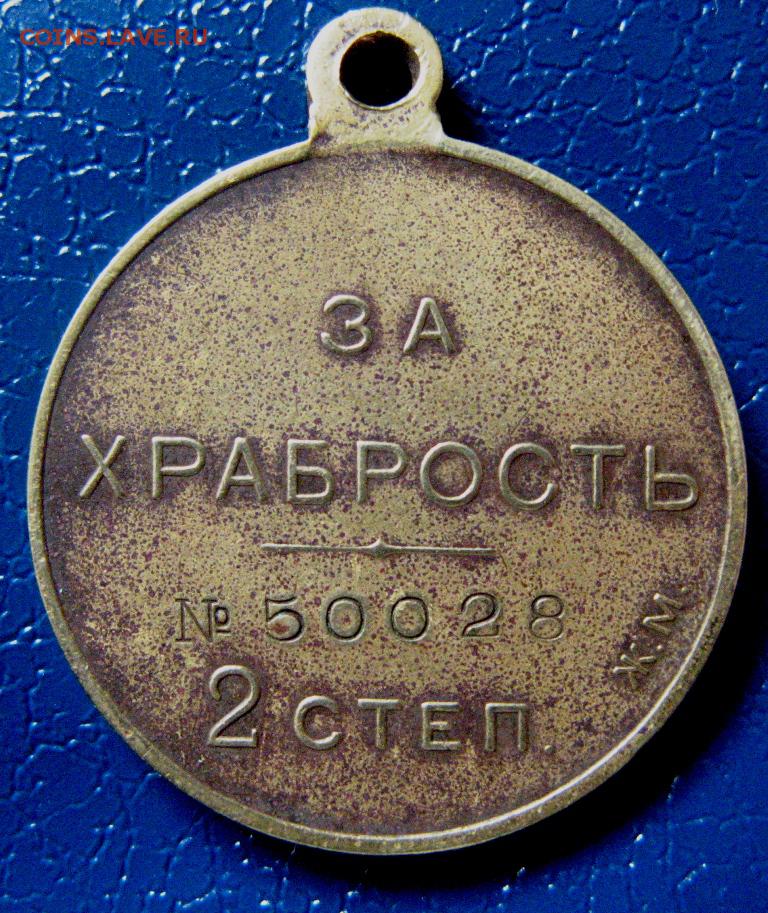 COINS.LAVE.RU
ЗА
ХРАБРОСТЬ
№ 50028
Ж.М.
2 СТЕП.